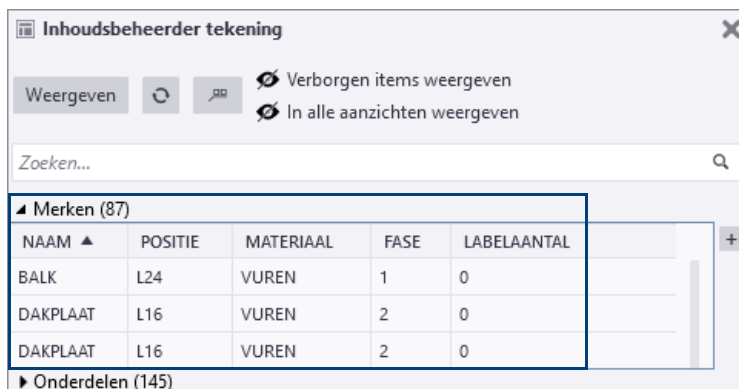 Inhoudsbeheerder tekening
Weergeven
Verborgen items weergeven
In alle aanzichten weergeven
Zoeken...
Merken (87)
NAAM POSITIE MATERIAAL FASE LABELAANTAL
BALK L24 VUREN 1 0
DAKPLAAT L16 VUREN 2 0
DAKPLAAT L16 VUREN 2 0
Onderdelen (145)